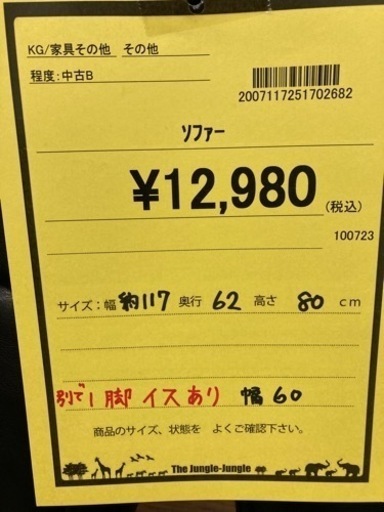 KG/家具その他 その他
程度:中古B
2007117251702682
ソファー
¥12,980(税込)
100723
サイズ:幅 約117 奥行 62 高さ 80 cm
別で1脚イスあり 幅60
商品のサイズ、状態を よくご確認下さい。
The Jungle-Jungle